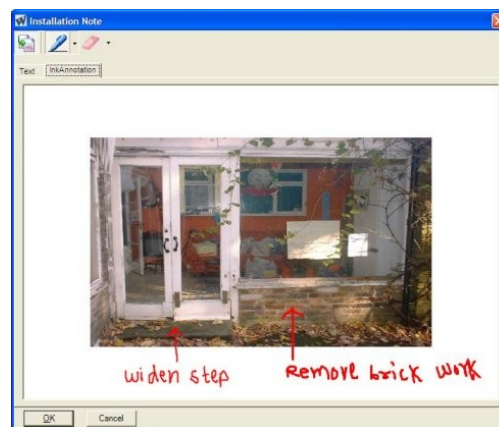 Installation Note
Text InkAnnotation
widen step
Remove brick work
OK Cancel